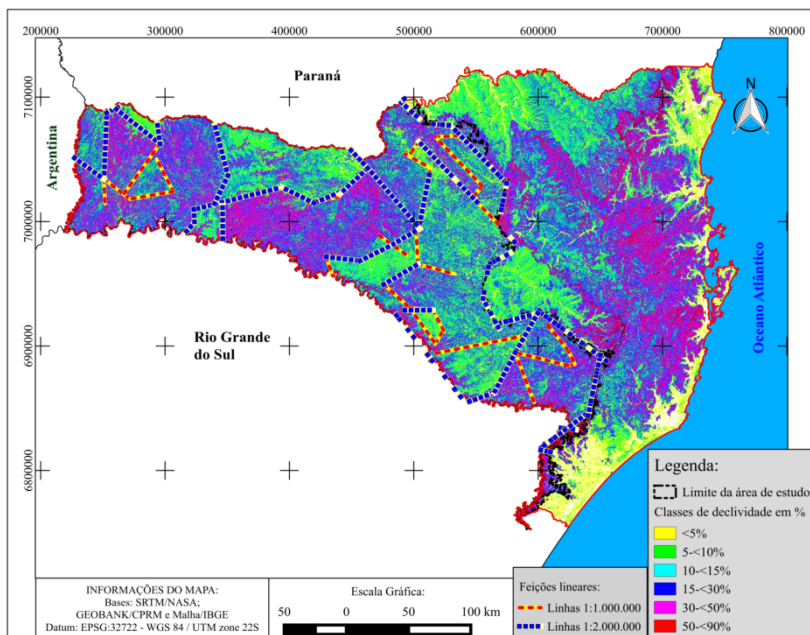 200000 300000 400000 500000 600000 700000 800000
Paraná
N
7100000
Argentina
7000000
Oceano Atlântico
Rio Grande
do Sul
6900000
6800000
Legenda:
Limite da área de estudo
Classes de declividade em %
<5%
5-<10%
10-<15%
15-<30%
30-<50%
50-<90%
Feições lineares:
Linhas 1:1.000.000
Linhas 1:2.000.000
INFORMAÇÕES DO MAPA:
Bases: SRTM/NASA;
GEOBANK/CPRM e Malha/IBGE
Datum: EPSG:32722 - WGS 84 / UTM zone 22S
Escala Gráfica:
50 0 50 100 km